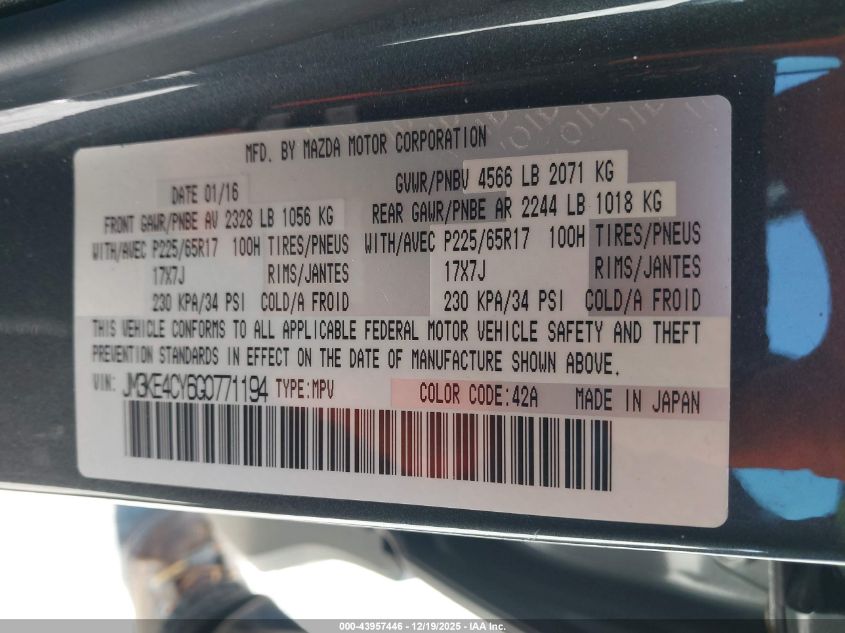 MFD. BY MAZDA MOTOR CORPORATION
DATE 01/16 GVWR/PNBV 4566 LB 2071 KG
FRONT GAWR/PNBE AV 2328 LB 1056 KG REAR GAWR/PNBE AR 2244 LB 1018 KG
WITH/AVEC P225/65R17 100H TIRES/PNEUS WITH/AVEC P225/65R17 100H TIRES/PNEUS
17X7J RIMS/JANTES 17X7J RIMS/JANTES
230 KPA/34 PSI COLD/A FROID 230 KPA/34 PSI COLD/A FROID
THIS VEHICLE CONFORMS TO ALL APPLICABLE FEDERAL MOTOR VEHICLE SAFETY AND THEFT
PREVENTION STANDARDS IN EFFECT ON THE DATE OF MANUFACTURE SHOWN ABOVE.
VIN: JM3KE4CY6G0771194 TYPE:MPV COLOR CODE:42A MADE IN JAPAN
000-43957446 - 12/19/2025 - IAA Inc.